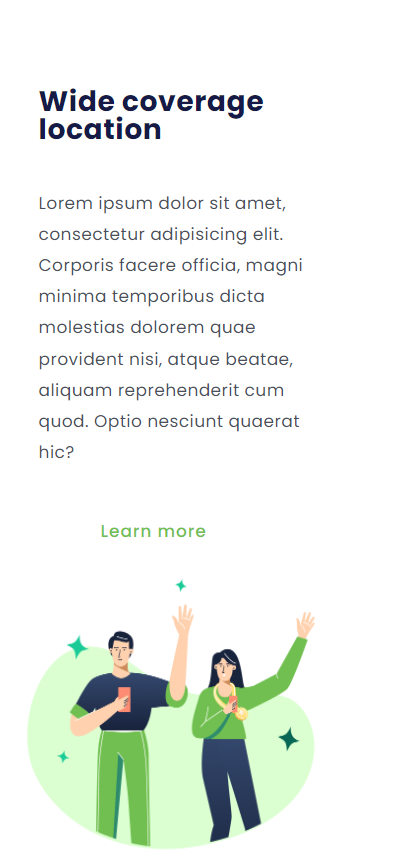 Wide coverage
location
Lorem ipsum dolor sit amet,
consectetur adipisicing elit.
Corporis facere officia, magni
minima temporibus dicta
molestias dolorem quae
provident nisi, atque beatae,
aliquam reprehenderit cum
quod. Optio nesciunt quaerat
hic?
Learn more